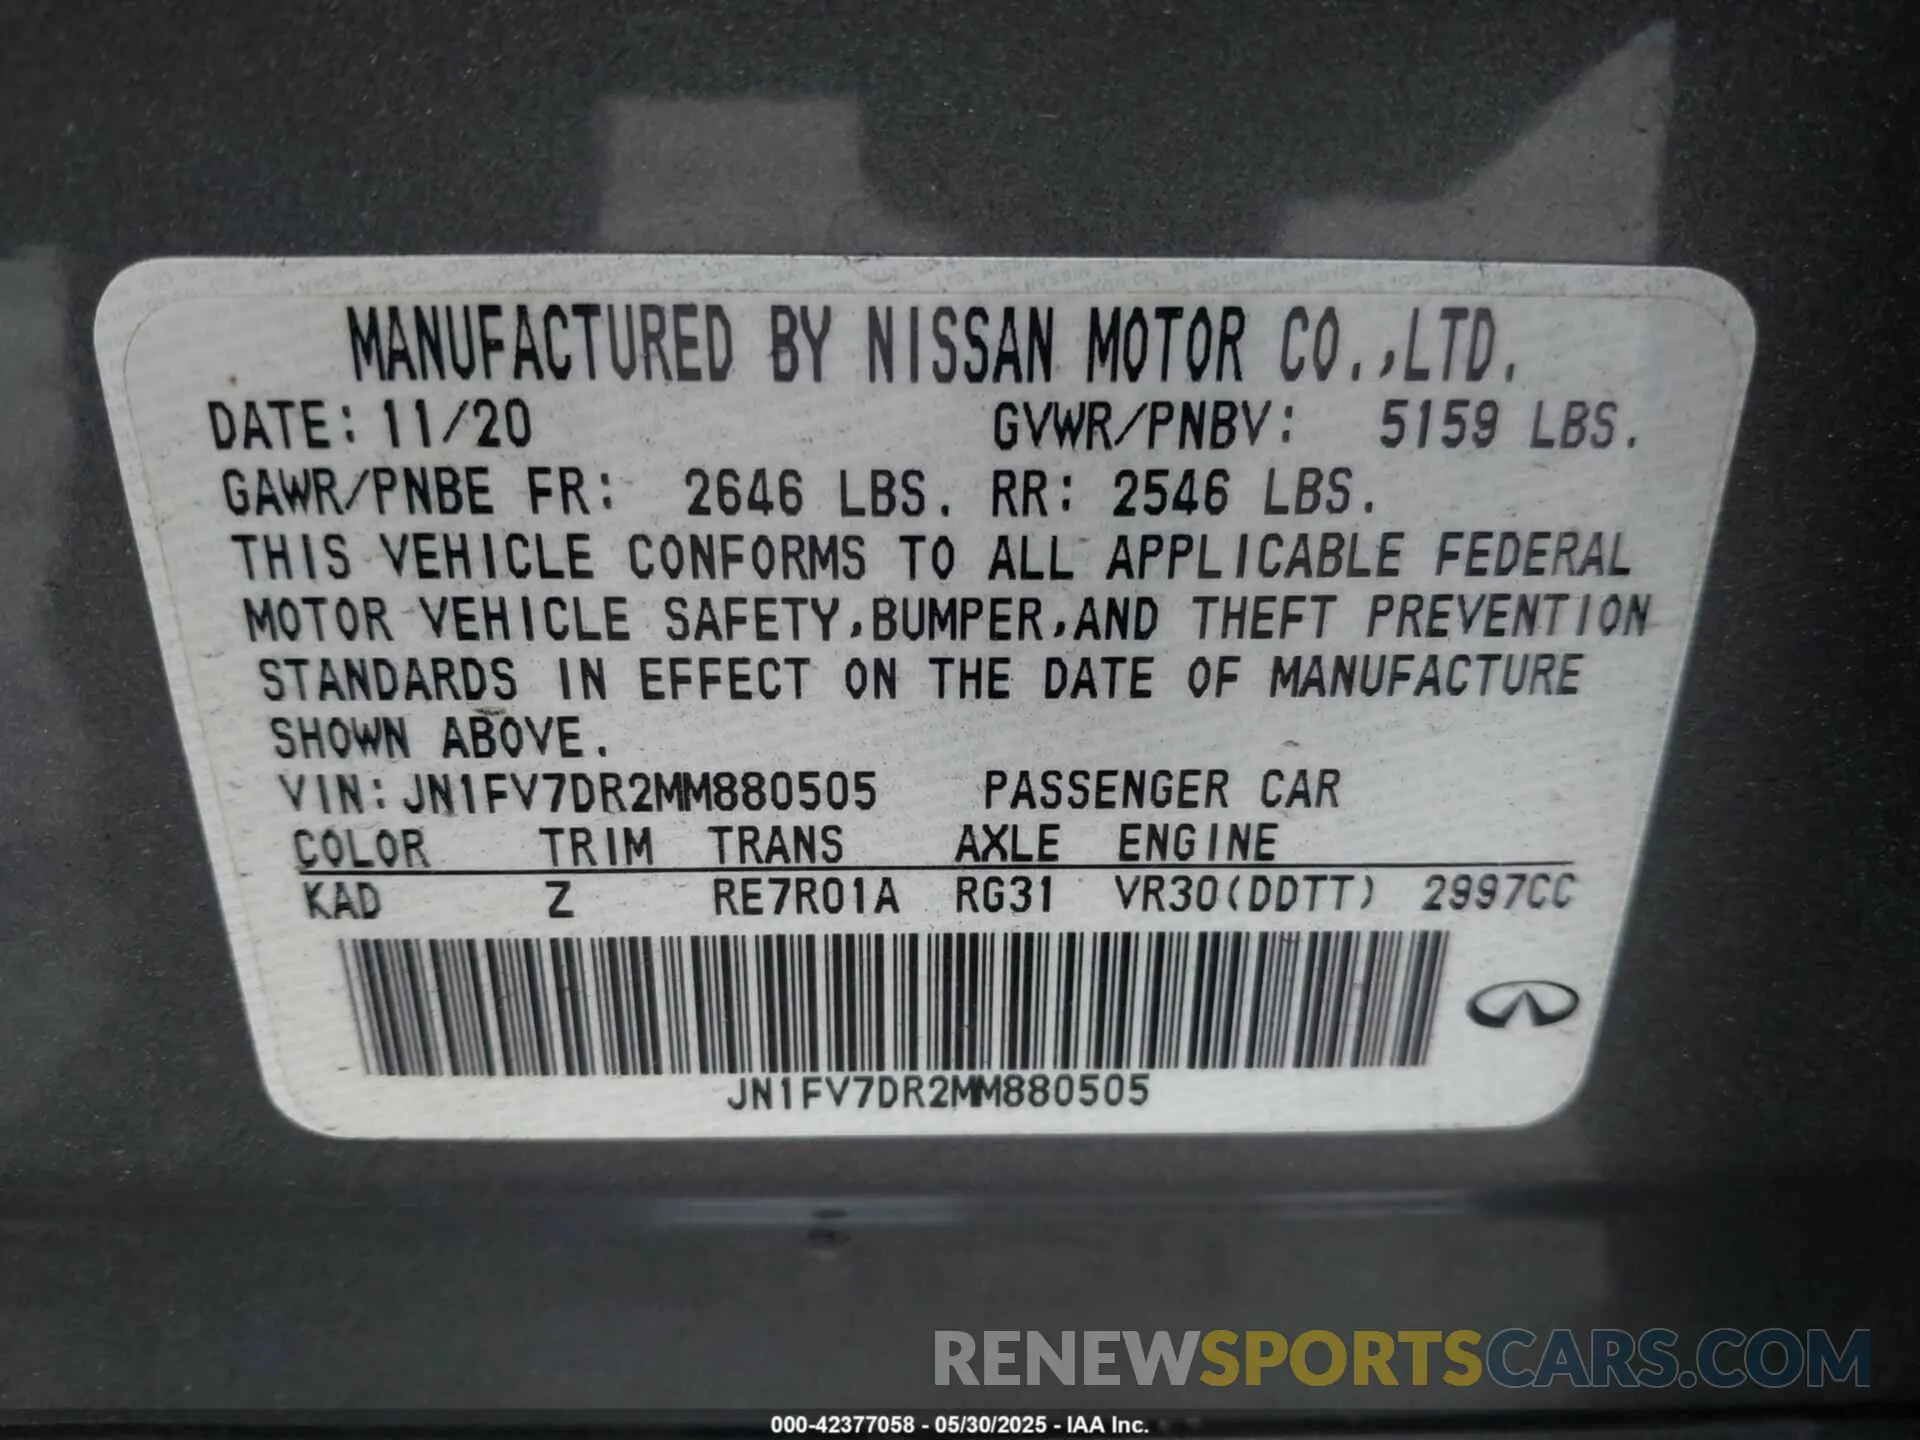 MANUFACTURED BY NISSAN MOTOR CO.,LTD.
DATE: 11/20 GVWR/PNBV: 5159 LBS.
GAWR/PNBE FR: 2646 LBS. RR: 2546 LBS.
THIS VEHICLE CONFORMS TO ALL APPLICABLE FEDERAL
MOTOR VEHICLE SAFETY,BUMPER,AND THEFT PREVENTION
STANDARDS IN EFFECT ON THE DATE OF MANUFACTURE
SHOWN ABOVE.
VIN: JN1FV7DR2MM880505 PASSENGER CAR
COLOR TRIM TRANS AXLE ENGINE
KAD Z RE7R01A RG31 VR30(DDTT) 2997CC
JN1FV7DR2MM880505
RENEWSPORTSCARS.COM
000-42377058 - 05/30/2025 - IAA Inc.